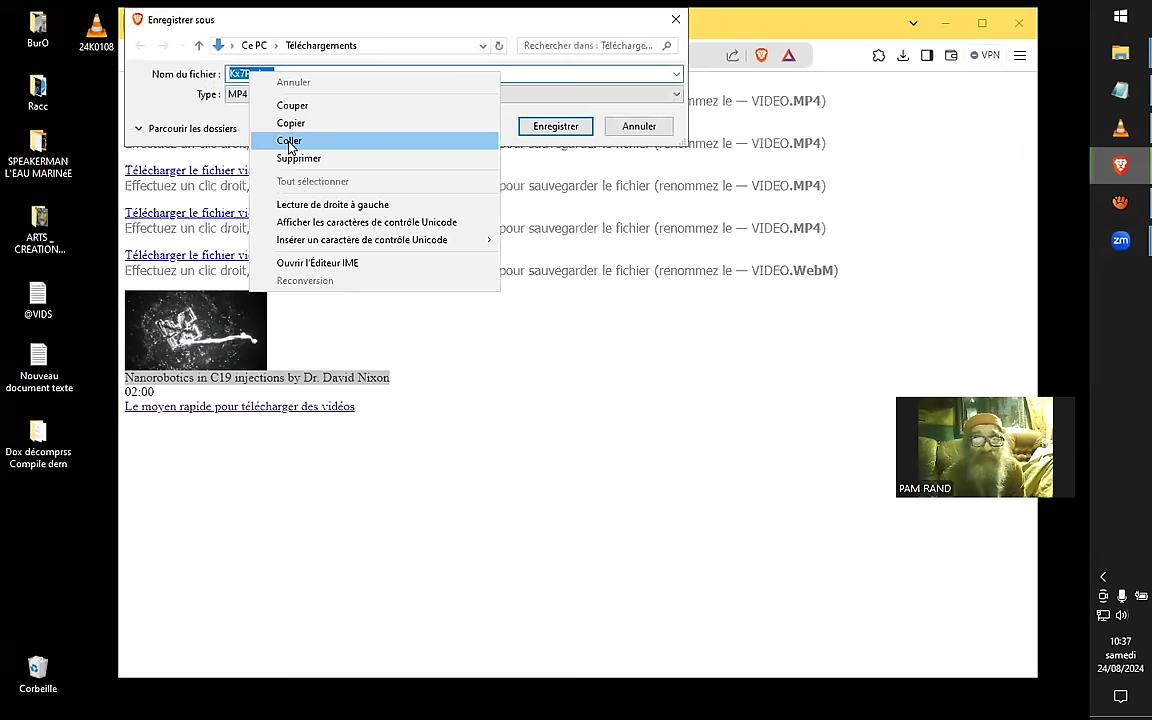 BurO
24K0108
Racc
SPEAKERMAN
L'EAU MARINéE
ARTS _
CREATION...
@VIDS
Nouveau
document texte
Dox décomprss
Compile dern
Corbeille
Enregistrer sous
Ce PC
Téléchargements
Rechercher dans : Télécharge...
Nom du fichier :
Type :
MP4
Parcourir les dossiers
Enregistrer
Annuler
Annuler
Couper
Copier
Coller
Supprimer
Tout sélectionner
Lecture de droite à gauche
Afficher les caractères de contrôle Unicode
Insérer un caractère de contrôle Unicode
Ouvrir l'Éditeur IME
Reconversion
VPN
mmez le — VIDEO.MP4)
mmez le — VIDEO.MP4)
Télécharger le fichier vi
Effectuez un clic droit, pour sauvegarder le fichier (renommez le — VIDEO.MP4)
Télécharger le fichier vi
Effectuez un clic droit, pour sauvegarder le fichier (renommez le — VIDEO.MP4)
Télécharger le fichier vi
Effectuez un clic droit, pour sauvegarder le fichier (renommez le — VIDEO.WebM)
Nanorobotics in C19 injections by Dr. David Nixon
02:00
Le moyen rapide pour télécharger des vidéos
PAM RAND
zm
10:37
samedi
24/08/2024